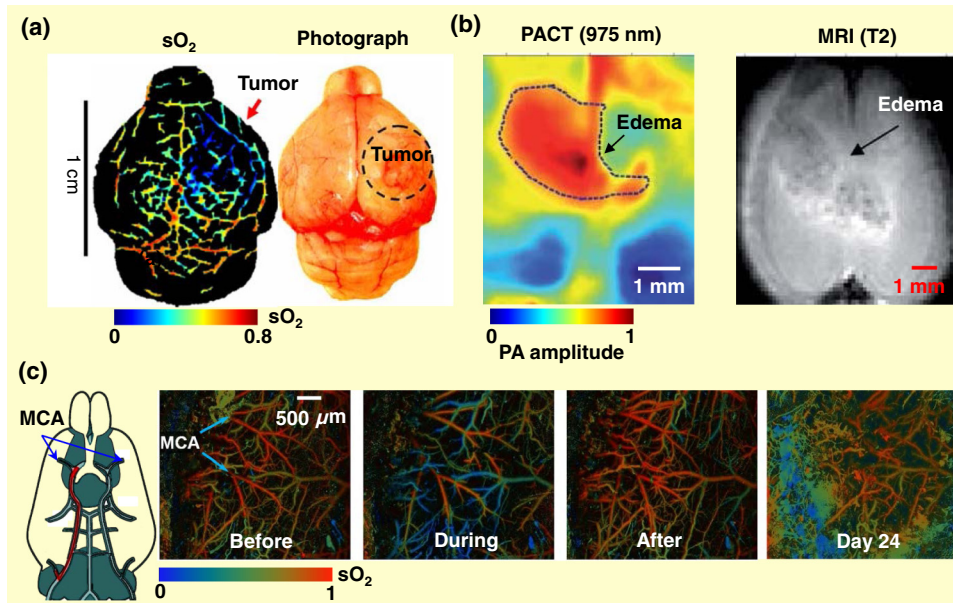 (a)
sO2
Photograph
Tumor
Tumor
1 cm
sO2
0
0.8
(b)
PACT (975 nm)
MRI (T2)
Edema
Edema
1 mm
1 mm
0
1
PA amplitude
(c)
MCA
500 µm
MCA
Before
During
After
Day 24
sO2
0
1